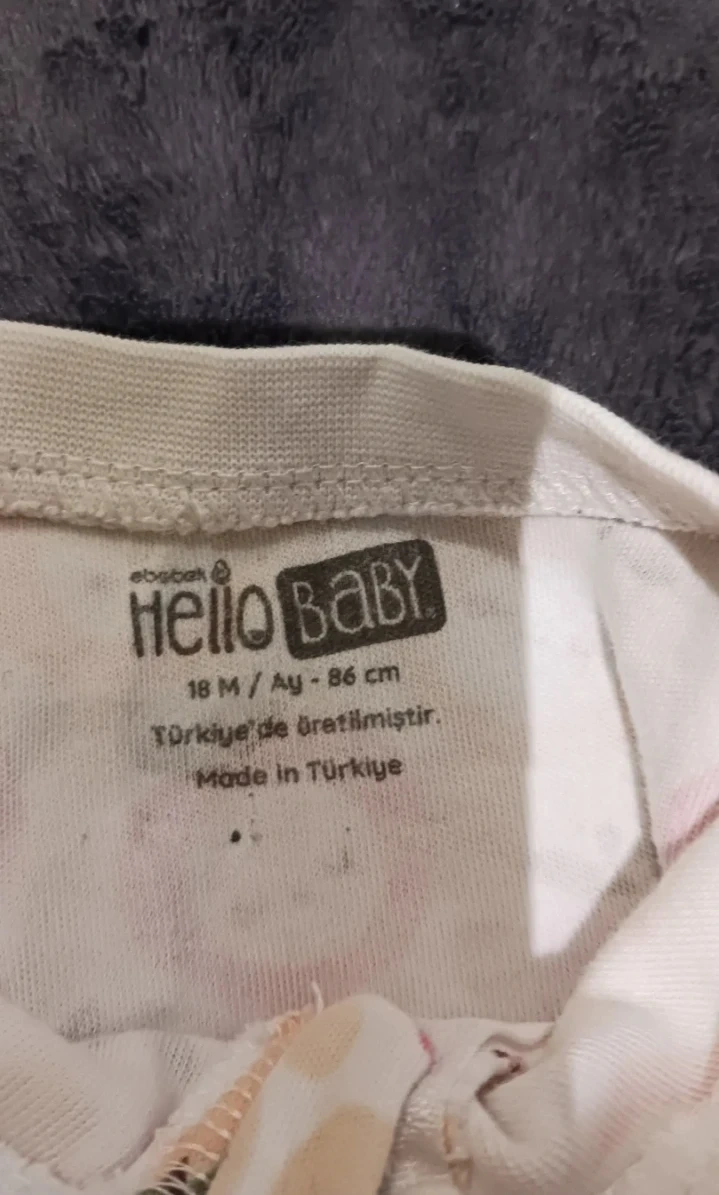 ebebek
Hello BaBY
18 M / Ay - 86 cm
Türkiye'de üretilmiştir.
Made in Türkiye